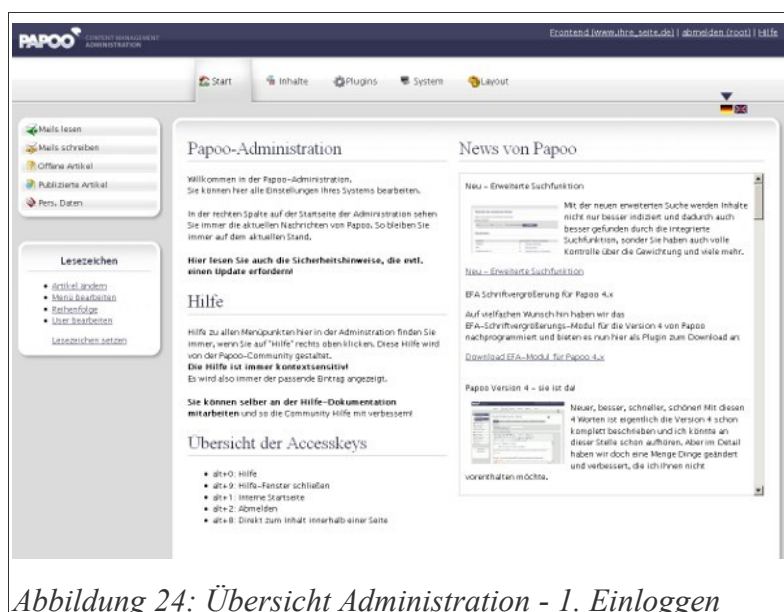 PAPOO CONTENT MANAGEMENT
ADMINISTRATION
Frontend (www.ihre_seite.de) | abmelden (root) | Hilfe
Start Inhalte Plugins System Layout
Mails lesen
Mails schreiben
Offene Artikel
Publizierte Artikel
Pers. Daten
Lesezeichen
Artikel ändern
Menü bearbeiten
Reihenfolge
User bearbeiten
Lesezeichen setzen
Papoo-Administration
Willkommen in der Papoo-Administration.
Sie können hier alle Einstellungen Ihres Systems bearbeiten.
In der rechten Spalte auf der Startseite der Administration sehen
Sie immer die aktuellen Nachrichten von Papoo. So bleiben Sie
immer auf dem aktuellen Stand.
Hier lesen Sie auch die Sicherheitshinweise, die evtl.
einen Update erfordern!
Hilfe
Hilfe zu allen Menüpunkten hier in der Adminstration finden Sie
immer, wenn Sie auf "Hilfe" rechts oben klicken. Diese Hilfe wird
von der Papoo-Community gestaltet.
Die Hilfe ist immer kontextsensitiv!
Es wird also immer der passende Eintrag angezeigt.
Sie können selber an der Hilfe-Dokumentation
mitarbeiten und so die Community Hilfe mit verbessern!
Übersicht der Accesskeys
alt+0: Hilfe
alt+9: Hilfe-Fenster schließen
alt+1: Interne Startseite
alt+2: Abmelden
alt+8: Direkt zum Inhalt innerhalb einer Seite
News von Papoo
Neu - Erweiterte Suchfunktion
Mit der neuen erweiterten Suche werden Inhalte
nicht nur besser indiziert und dadurch auch
besser gefunden durch die integrierte
Suchfunktion, sonder Sie haben auch volle
Kontrolle über die Gewichtung und viele mehr.
Neu - Erweiterte Suchfunktion
EFA Schriftvergrößerung für Papoo 4.x
Auf vielfachen Wunsch hin haben wir das
EFA-Schriftvergrößerungs-Modul für die Version 4 von Papoo
nachprogrammiert und bieten es nun hier als Plugin zum Download an:
Download EFA-Modul für Papoo 4.x
Papoo Version 4 - sie ist da!
Neuer, besser, schneller, schöner! Mit diesen
4 Worten ist eigentlich die Version 4 schon
komplett beschrieben und ich könnte an
dieser Stelle schon aufhören. Aber im Detail
haben wir doch eine Menge Dinge geändert
und verbessert, die ich Ihnen nicht
vorenthalten möchte.
Abbildung 24: Übersicht Administration - 1. Einloggen